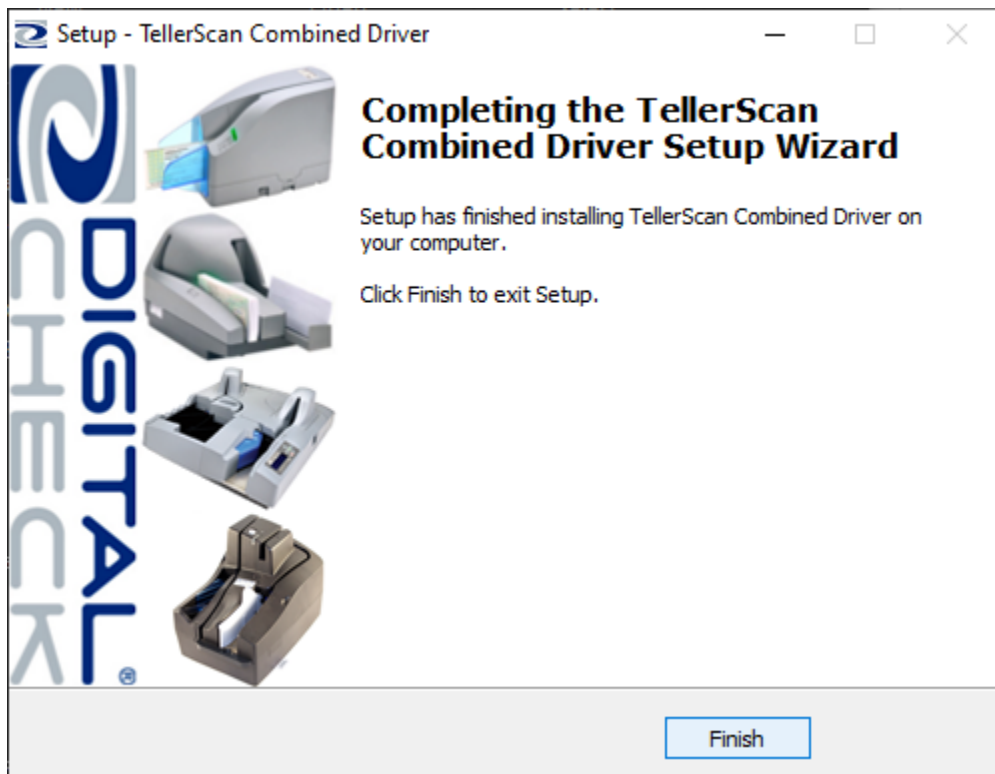 Setup - TellerScan Combined Driver
DIGITAL
CHECK
®
Completing the TellerScan
Combined Driver Setup Wizard
Setup has finished installing TellerScan Combined Driver on
your computer.
Click Finish to exit Setup.
Finish